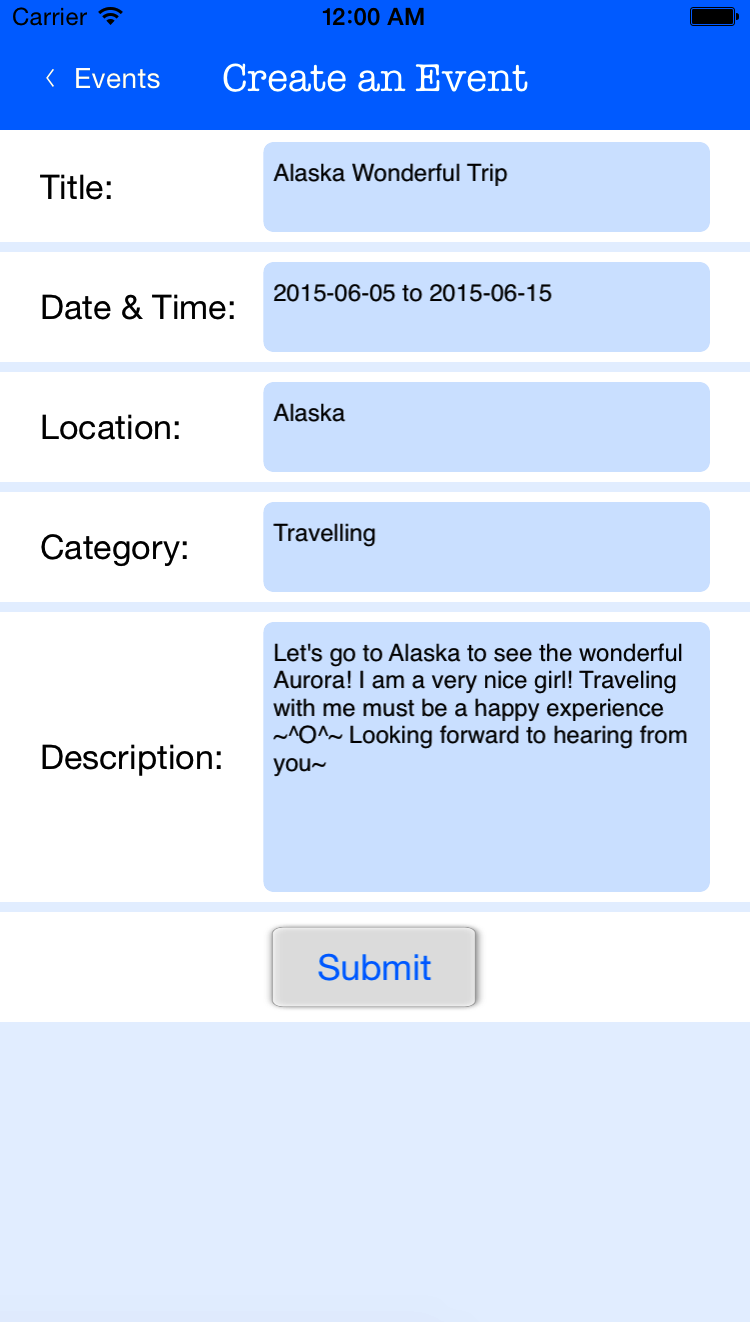 Carrier 12:00 AM
Events Create an Event
Title: Alaska Wonderful Trip
Date & Time: 2015-06-05 to 2015-06-15
Location: Alaska
Category: Travelling
Description:
Let's go to Alaska to see the wonderful
Aurora! I am a very nice girl! Traveling
with me must be a happy experience
~^O^~ Looking forward to hearing from
you~
Submit